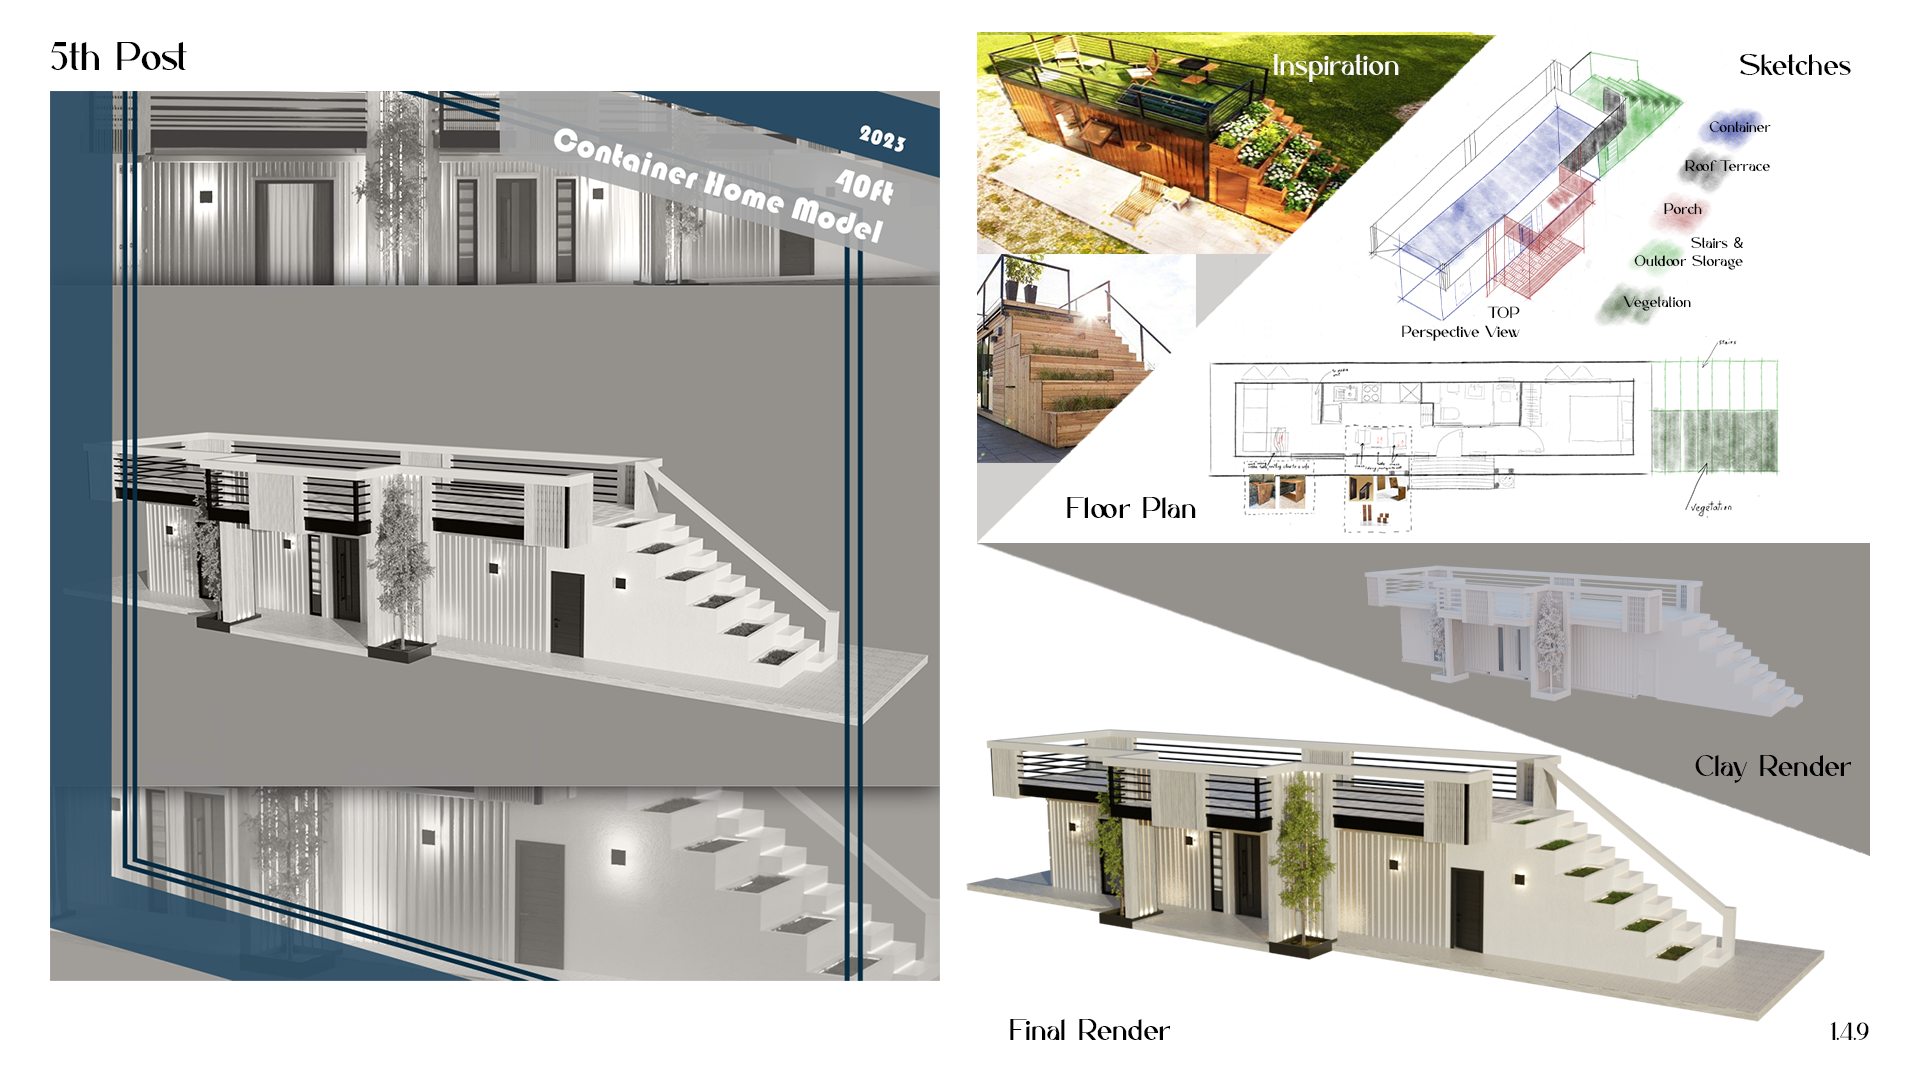 5th Post
2023
40ft
Container Home Model
Inspiration
Sketches
Container
Roof Terrace
Porch
Stairs &
Outdoor Storage
Vegetation
TOP
Perspective View
stairs
vegetation
Floor Plan
Clay Render
Final Render
1.4.9